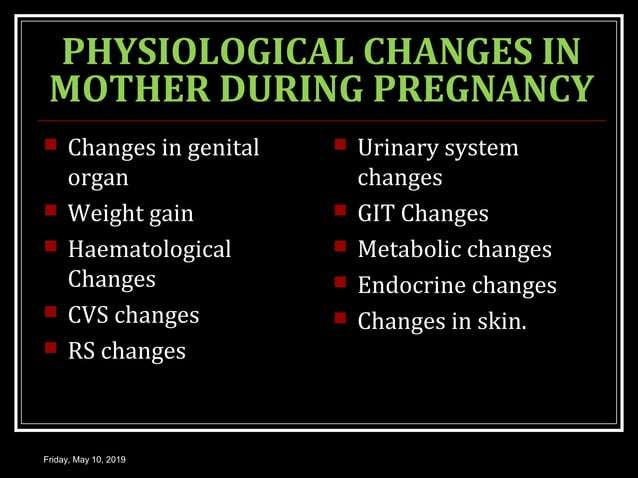 PHYSIOLOGICAL CHANGES IN
MOTHER DURING PREGNANCY
Changes in genital
organ
Weight gain
Haematological
Changes
CVS changes
RS changes
Urinary system
changes
GIT Changes
Metabolic changes
Endocrine changes
Changes in skin.
Friday, May 10, 2019